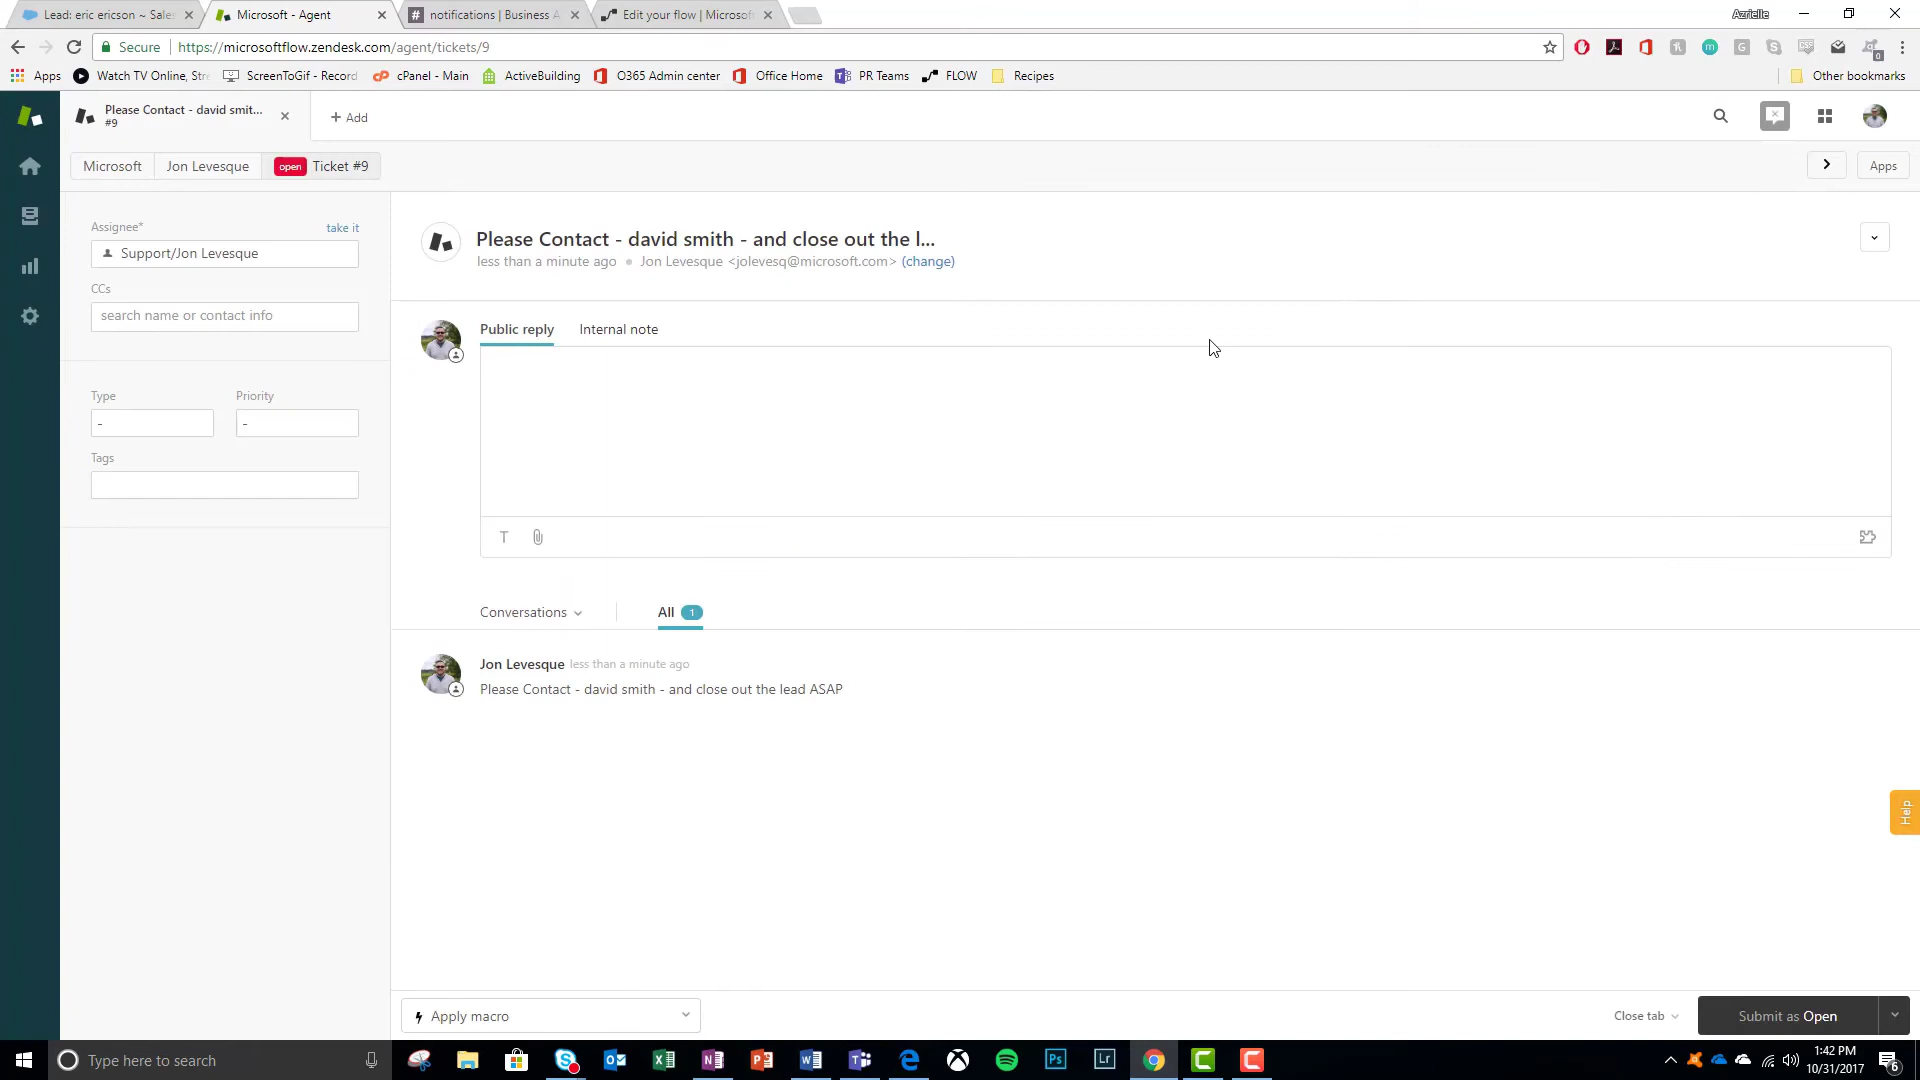 Lead: eric ericson ~ Sales
Microsoft - Agent
notifications | Business A
Edit your flow | Microsof
Azrielle
Secure
https://microsoftflow.zendesk.com/agent/tickets/9
Apps
Watch TV Online, Stre
ScreenToGif - Record
cPanel - Main
ActiveBuilding
O365 Admin center
Office Home
PR Teams
FLOW
Recipes
Other bookmarks
Please Contact - david smit...
#9
+ Add
Microsoft
Jon Levesque
open Ticket #9
Apps
Assignee*
take it
Support/Jon Levesque
CCs
search name or contact info
Type
Priority
-
-
Tags
Please Contact - david smith - and close out the l...
less than a minute ago • Jon Levesque <jolevesq@microsoft.com> (change)
Public reply
Internal note
T
Conversations
All 1
Jon Levesque less than a minute ago
Please Contact - david smith - and close out the lead ASAP
Help
Apply macro
Close tab
Submit as Open
Type here to search
Ps
Lr
1:42 PM
10/31/2017
6